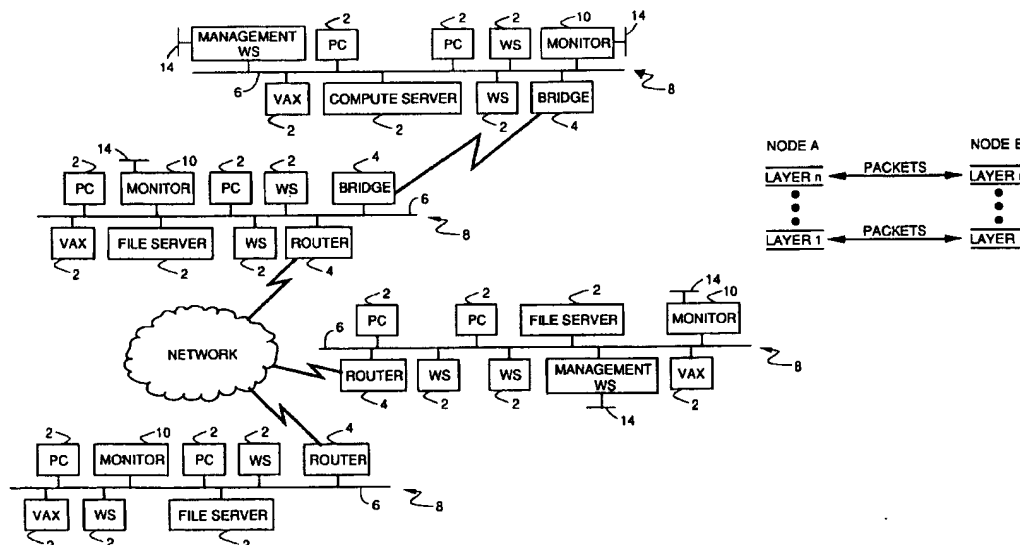 2 2 2 10 14
MANAGEMENT WS PC PC WS MONITOR
14 6 8
VAX COMPUTE SERVER WS BRIDGE
2 2 2 4
14
2 10 2 2 4
PC MONITOR PC WS BRIDGE
6 8
VAX FILE SERVER WS ROUTER
2 2 2 4
NODE A
LAYER n PACKETS LAYER
LAYER 1 PACKETS LAYER
NETWORK
14
2 2 2 10
PC PC FILE SERVER MONITOR
6 8
ROUTER WS WS MANAGEMENT WS VAX
4 2 2 14 2
2 10 2 2 4
PC MONITOR PC WS ROUTER
6 8
VAX WS FILE SERVER
2 2 2